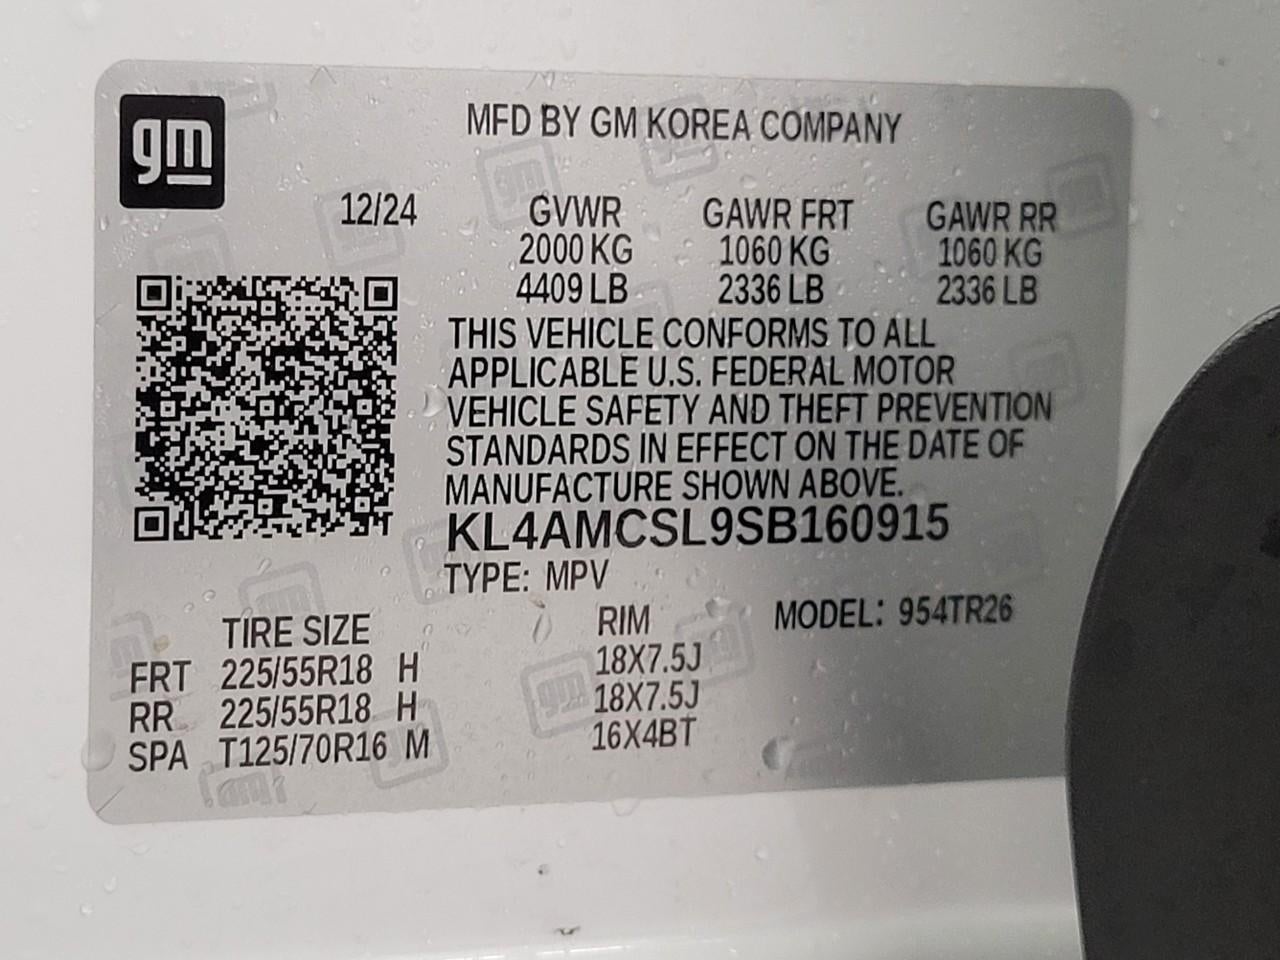 gm
MFD BY GM KOREA COMPANY
12/24 GVWR GAWR FRT GAWR RR
2000 KG 1060 KG 1060 KG
4409 LB 2336 LB 2336 LB
THIS VEHICLE CONFORMS TO ALL
APPLICABLE U.S. FEDERAL MOTOR
VEHICLE SAFETY AND THEFT PREVENTION
STANDARDS IN EFFECT ON THE DATE OF
MANUFACTURE SHOWN ABOVE.
KL4AMCSL9SB160915
TYPE: MPV
TIRE SIZE RIM MODEL: 954TR26
FRT 225/55R18 H 18X7.5J
RR 225/55R18 H 18X7.5J
SPA T125/70R16 M 16X4BT